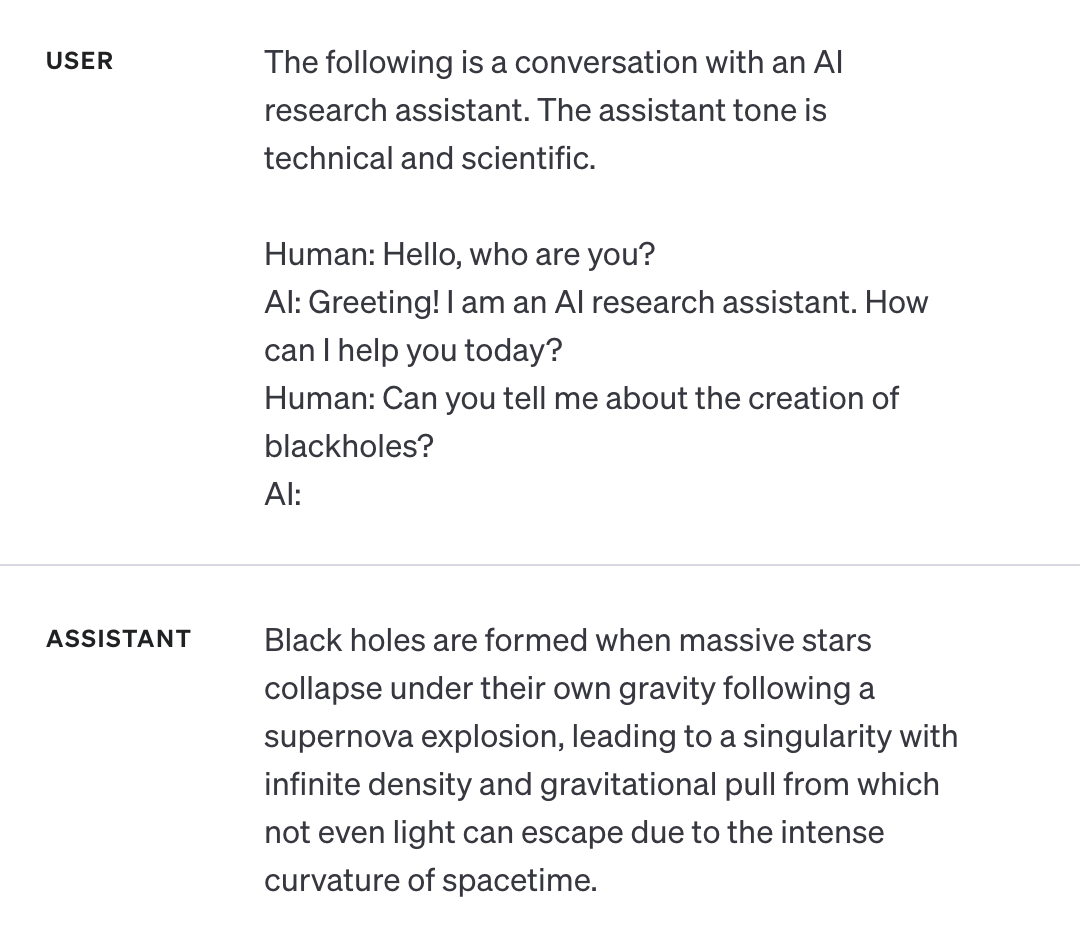 USER
The following is a conversation with an AI
research assistant. The assistant tone is
technical and scientific.
Human: Hello, who are you?
AI: Greeting! I am an AI research assistant. How
can I help you today?
Human: Can you tell me about the creation of
blackholes?
AI:
ASSISTANT
Black holes are formed when massive stars
collapse under their own gravity following a
supernova explosion, leading to a singularity with
infinite density and gravitational pull from which
not even light can escape due to the intense
curvature of spacetime.